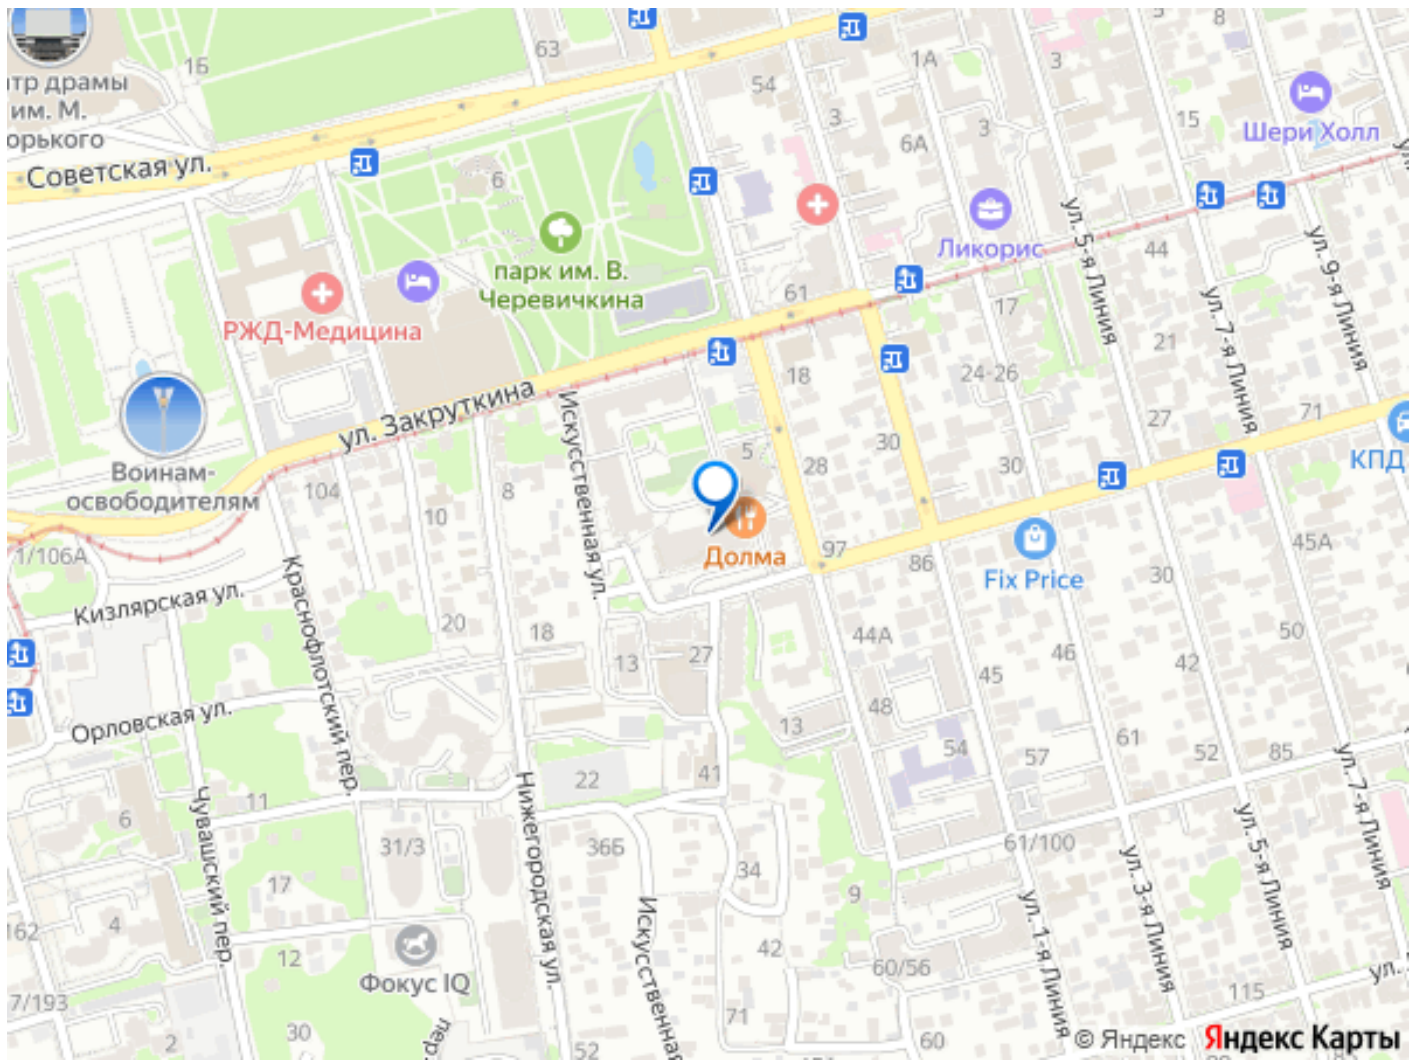 63
8
1Б
54
1А
3
тр драмы
им. М.
орького
Шери Холл
15
3
3
6А
Советская ул.
6
Ликорис
ул. 5-я Линия
44
ул. 9-я Линия
парк им. В.
Черевичкина
61
17
ул. 7-я Линия
РЖД-Медицина
21
18
24-26
ул. Закруткина
Искусственная ул.
27
71
30
КПД
5
28
30
Воинам-
освободителям
104
8
10
1/106А
Долма
97
86
Fix Price
45А
30
Кизлярская ул.
Краснофлотский пер.
20
18
44А
50
13
27
46
42
45
Орловская ул.
48
13
54
57
61
52
85
ул. 7-я Линия
41
22
Нижегородская ул.
11
6
Чувашский пер.
31/3
36Б
61/100
ул. 3-я Линия
ул. 5-я Линия
34
17
9
4
162
Искусственная
ул. 1-я Линия
42
12
Фокус IQ
60/56
ул.
7/193
115
30
пер.
71
2
52
60
© Яндекс Яндекс Карты